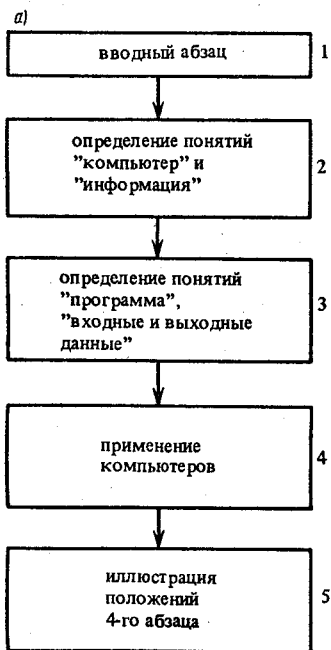 а)
вводный абзац
1
определение понятий
"компьютер" и
"информация"
2
определение понятий
"программа",
"входные и выходные
данные"
3
применение
компьютеров
4
иллюстрация
положений
4-го абзаца
5